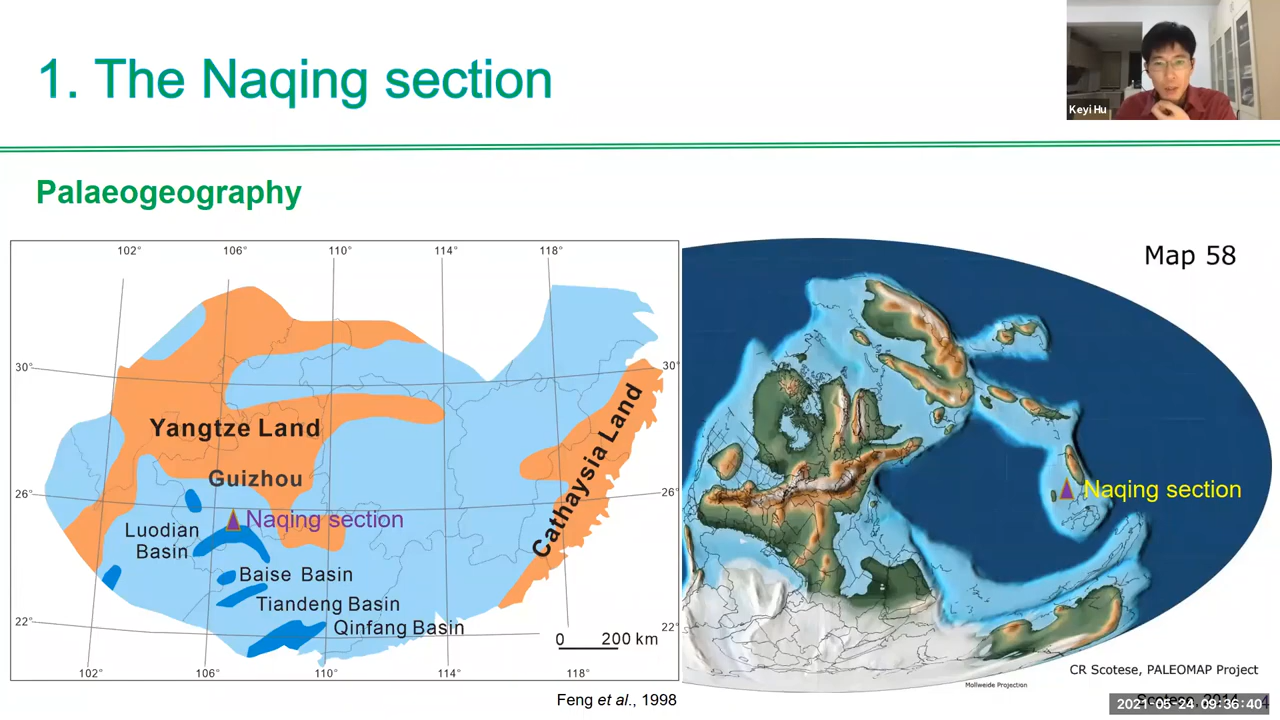 1. The Naqing section
Keyi Hu
Palaeogeography
102° 106° 110° 114° 118°
30° 30°
Yangtze Land
Guizhou
Cathaysia Land
26° 26°
Naqing section
Luodian
Basin
Baise Basin
Tiandeng Basin
22° Qinfang Basin 22°
0 200 km
102° 106° 110° 114° 118°
Feng et al., 1998
Map 58
Naqing section
CR Scotese, PALEOMAP Project
Mollweide Projection
Scotese, 2014
2021-05-24 09:36:40
4